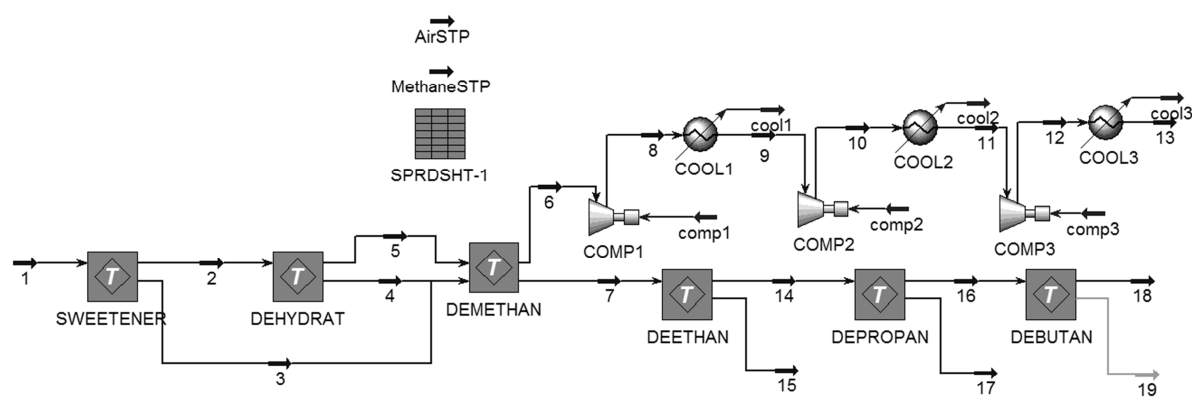 AirSTP
MethaneSTP
SPRDSHT-1
cool1
cool2
cool3
8
COOL1
9
10
COOL2
11
12
COOL3
13
6
COMP1
comp1
COMP2
comp2
COMP3
comp3
1
T
SWEETENER
2
T
DEHYDRAT
5
4
T
DEMETHAN
7
T
DEETHAN
14
T
DEPROPAN
16
T
DEBUTAN
18
3
15
17
19